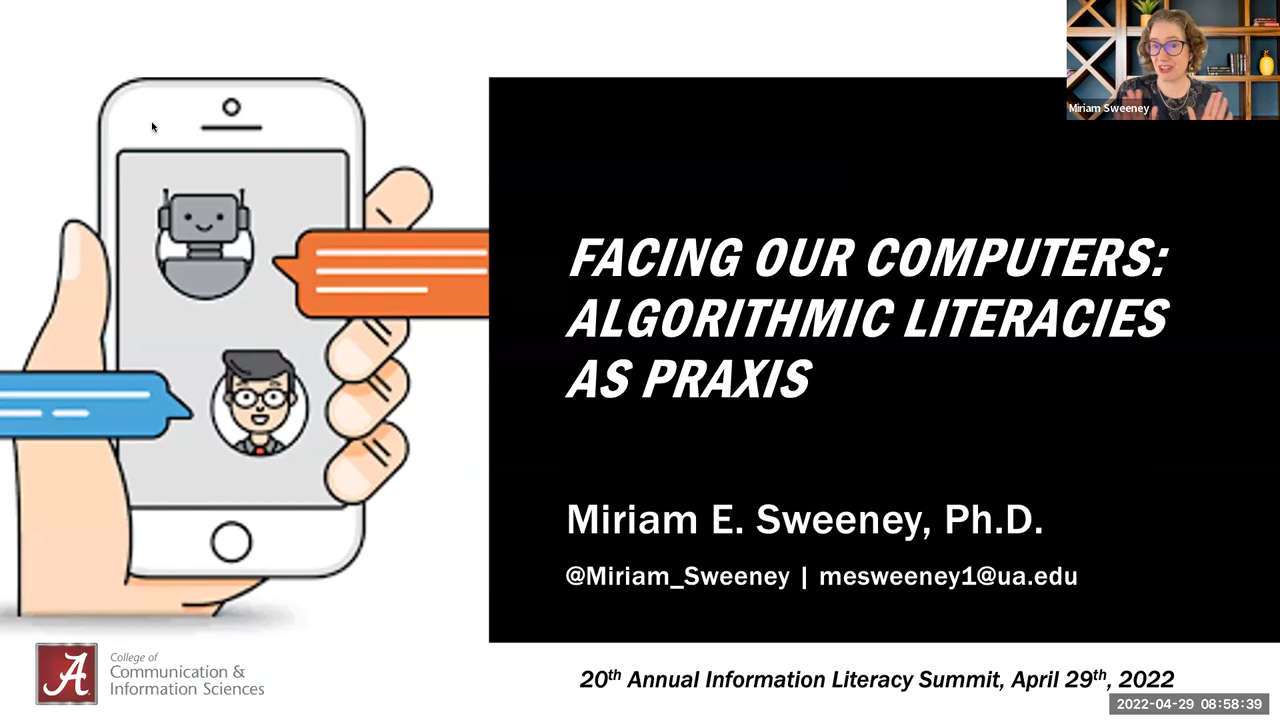 Miriam Sweeney
FACING OUR COMPUTERS:
ALGORITHMIC LITERACIES
AS PRAXIS
Miriam E. Sweeney, Ph.D.
@Miriam_Sweeney | mesweeney1@ua.edu
A
College of
Communication &
Information Sciences
20th Annual Information Literacy Summit, April 29th, 2022
2022-04-29 08:58:39